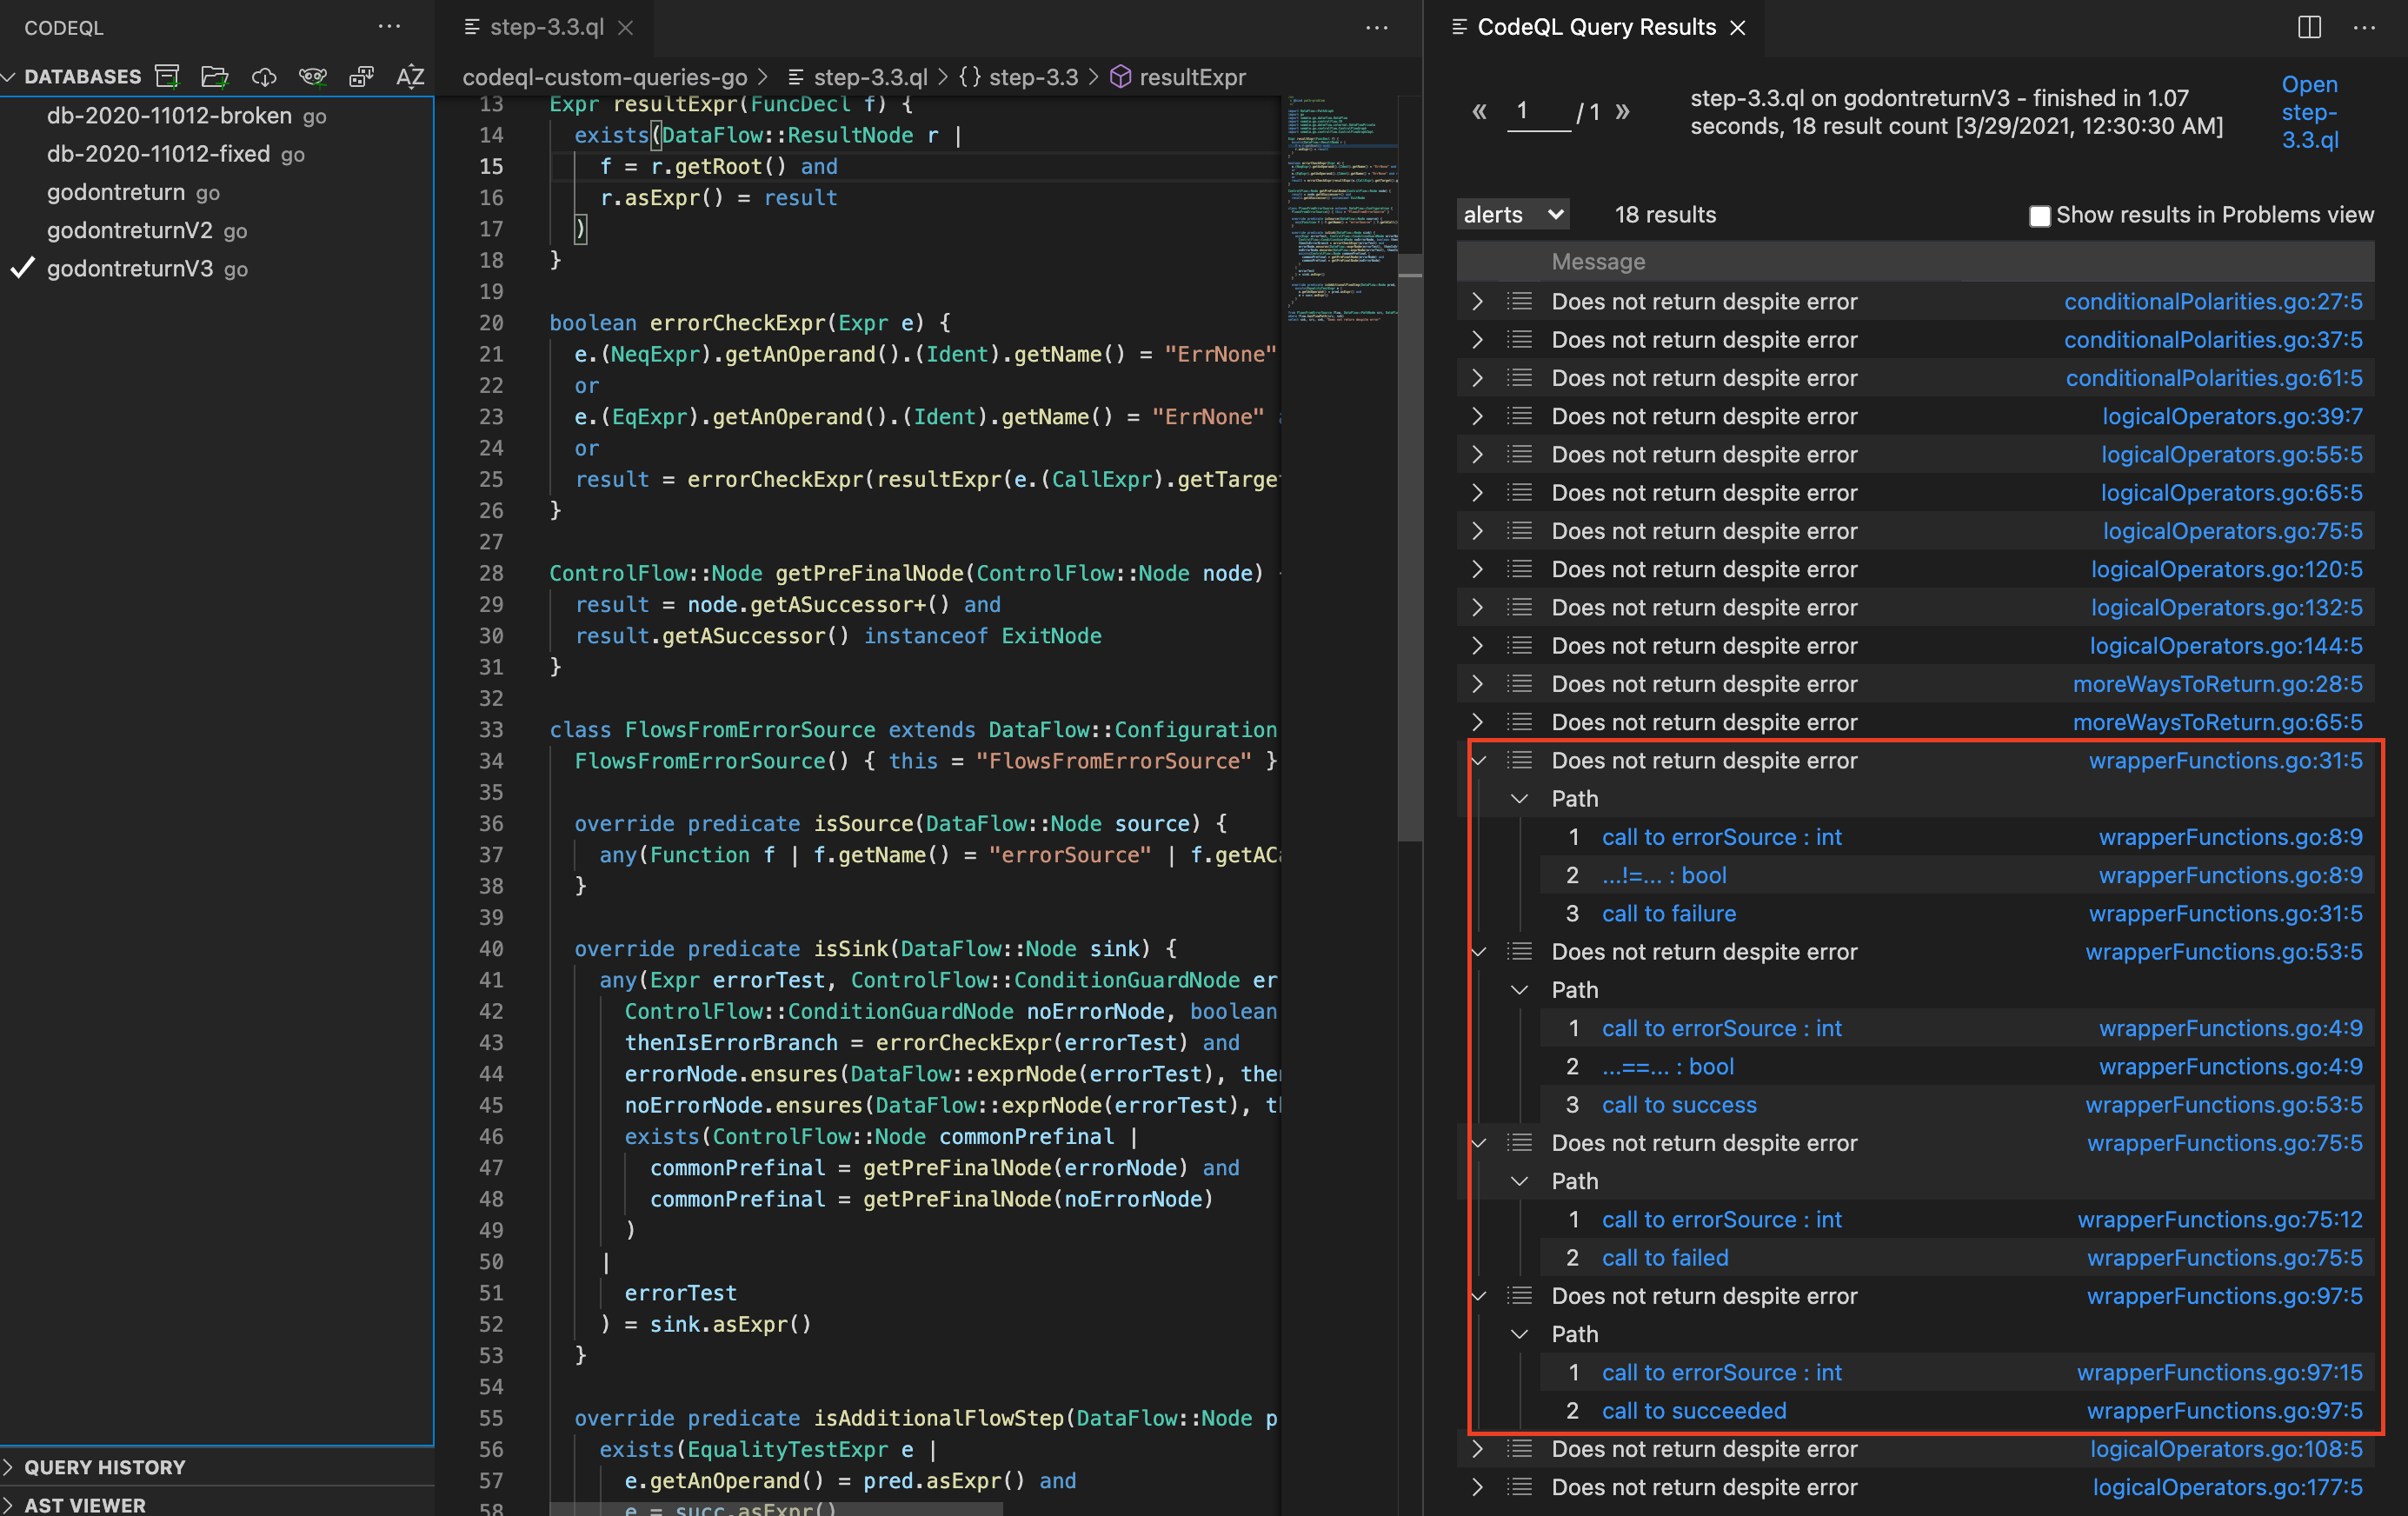 CODEQL
DATABASES
db-2020-11012-broken go
db-2020-11012-fixed go
godontreturn go
godontreturnV2 go
godontreturnV3 go
QUERY HISTORY
AST VIEWER
step-3.3.ql
codeql-custom-queries-go > step-3.3.ql > {} step-3.3 > resultExpr
13 Expr resultExpr(FuncDecl f) {
14 exists(DataFlow::ResultNode r |
15 f = r.getRoot() and
16 r.asExpr() = result
17 )
18 }
19
20 boolean errorCheckExpr(Expr e) {
21 e.(NeqExpr).getAnOperand().(Ident).getName() = "ErrNone"
22 or
23 e.(EqExpr).getAnOperand().(Ident).getName() = "ErrNone" a
24 or
25 result = errorCheckExpr(resultExpr(e.(CallExpr).getTarget
26 }
27
28 ControlFlow::Node getPreFinalNode(ControlFlow::Node node) {
29 result = node.getASuccessor+() and
30 result.getASuccessor() instanceof ExitNode
31 }
32
33 class FlowsFromErrorSource extends DataFlow::Configuration
34 FlowsFromErrorSource() { this = "FlowsFromErrorSource" }
35
36 override predicate isSource(DataFlow::Node source) {
37 any(Function f | f.getName() = "errorSource" | f.getACa
38 }
39
40 override predicate isSink(DataFlow::Node sink) {
41 any(Expr errorTest, ControlFlow::ConditionGuardNode er
42 ControlFlow::ConditionGuardNode noErrorNode, boolean
43 thenIsErrorBranch = errorCheckExpr(errorTest) and
44 errorNode.ensures(DataFlow::exprNode(errorTest), then
45 noErrorNode.ensures(DataFlow::exprNode(errorTest), th
46 exists(ControlFlow::Node commonPrefinal |
47 commonPrefinal = getPreFinalNode(errorNode) and
48 commonPrefinal = getPreFinalNode(noErrorNode)
49 )
50 |
51 errorTest
52 ) = sink.asExpr()
53 }
54
55 override predicate isAdditionalFlowStep(DataFlow::Node p
56 exists(EqualityTestExpr e |
57 e.getAnOperand() = pred.asExpr() and
58 e = succ.asExpr()
CodeQL Query Results
« 1 / 1 »
step-3.3.ql on godontreturnV3 - finished in 1.07
seconds, 18 result count [3/29/2021, 12:30:30 AM]
Open
step-
3.3.ql
alerts 18 results Show results in Problems view
Message
Does not return despite error conditionalPolarities.go:27:5
Does not return despite error conditionalPolarities.go:37:5
Does not return despite error conditionalPolarities.go:61:5
Does not return despite error logicalOperators.go:39:7
Does not return despite error logicalOperators.go:55:5
Does not return despite error logicalOperators.go:65:5
Does not return despite error logicalOperators.go:75:5
Does not return despite error logicalOperators.go:120:5
Does not return despite error logicalOperators.go:132:5
Does not return despite error logicalOperators.go:144:5
Does not return despite error moreWaysToReturn.go:28:5
Does not return despite error moreWaysToReturn.go:65:5
Does not return despite error wrapperFunctions.go:31:5
Path
1 call to errorSource : int wrapperFunctions.go:8:9
2 ...!=... : bool wrapperFunctions.go:8:9
3 call to failure wrapperFunctions.go:31:5
Does not return despite error wrapperFunctions.go:53:5
Path
1 call to errorSource : int wrapperFunctions.go:4:9
2 ...==... : bool wrapperFunctions.go:4:9
3 call to success wrapperFunctions.go:53:5
Does not return despite error wrapperFunctions.go:75:5
Path
1 call to errorSource : int wrapperFunctions.go:75:12
2 call to failed wrapperFunctions.go:75:5
Does not return despite error wrapperFunctions.go:97:5
Path
1 call to errorSource : int wrapperFunctions.go:97:15
2 call to succeeded wrapperFunctions.go:97:5
Does not return despite error logicalOperators.go:108:5
Does not return despite error logicalOperators.go:177:5